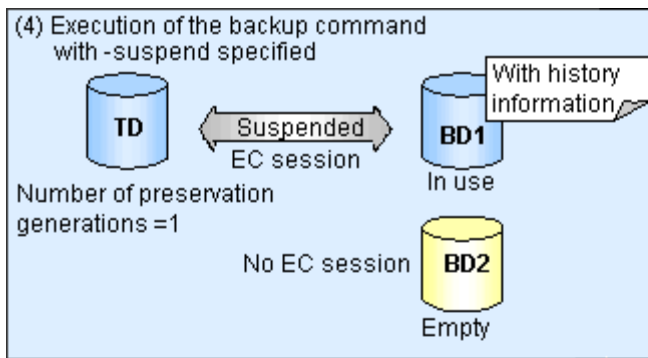 (4) Execution of the backup command
with -suspend specified
With history
information
TD
Suspended
EC session
BD1
In use
Number of preservation
generations =1
No EC session
BD2
Empty